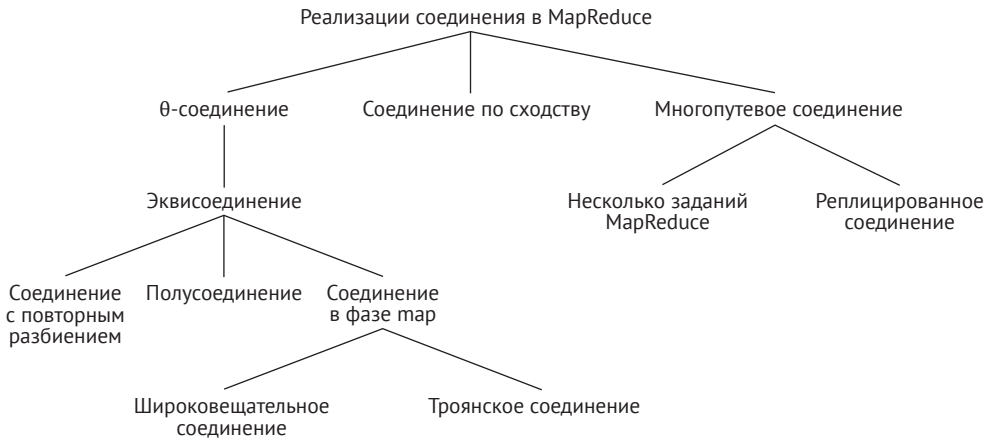 Реализации соединения в MapReduce
θ-соединение
Соединение по сходству
Многопутевое соединение
Эквисоединение
Несколько заданий
MapReduce
Реплицированное
соединение
Соединение
с повторным
разбиением
Полусоединение
Соединение
в фазе map
Широковещательное
соединение
Троянское соединение